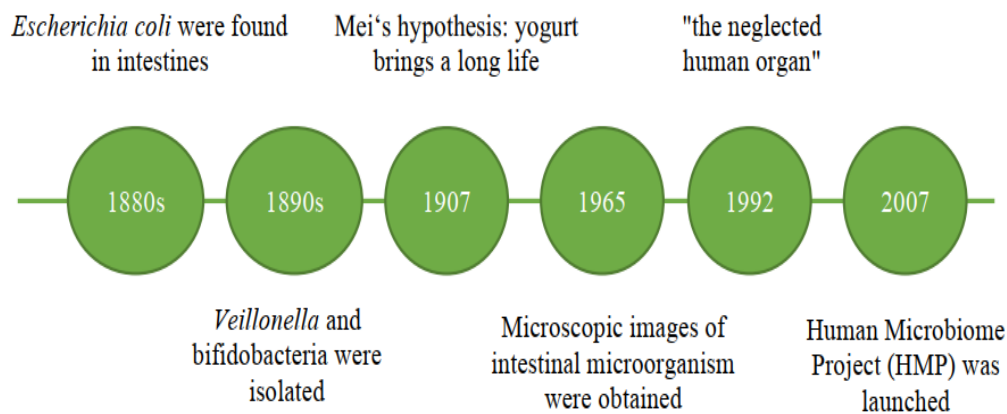 Escherichia coli were found
in intestines
Mei‘s hypothesis: yogurt
brings a long life
"the neglected
human organ"
1880s
1890s
1907
1965
1992
2007
Veillonella and
bifidobacteria were
isolated
Microscopic images of
intestinal microorganism
were obtained
Human Microbiome
Project (HMP) was
launched